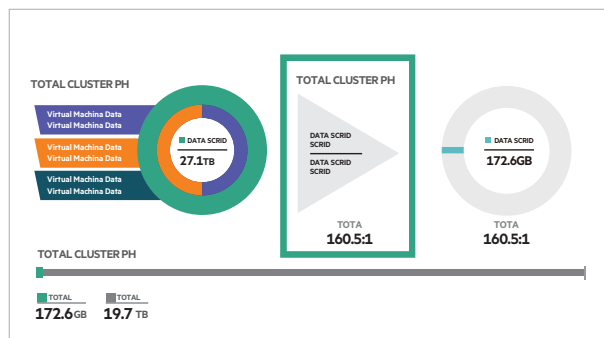 TOTAL CLUSTER PH
Virtual Machina Data
Virtual Machina Data
Virtual Machina Data
Virtual Machina Data
Virtual Machina Data
Virtual Machina Data
DATA SCRID
27.1TB
TOTAL CLUSTER PH
DATA SCRID
SCRID
DATA SCRID
SCRID
TOTA
160.5:1
DATA SCRID
172.6GB
TOTA
160.5:1
TOTAL CLUSTER PH
TOTAL
172.6GB
TOTAL
19.7 TB